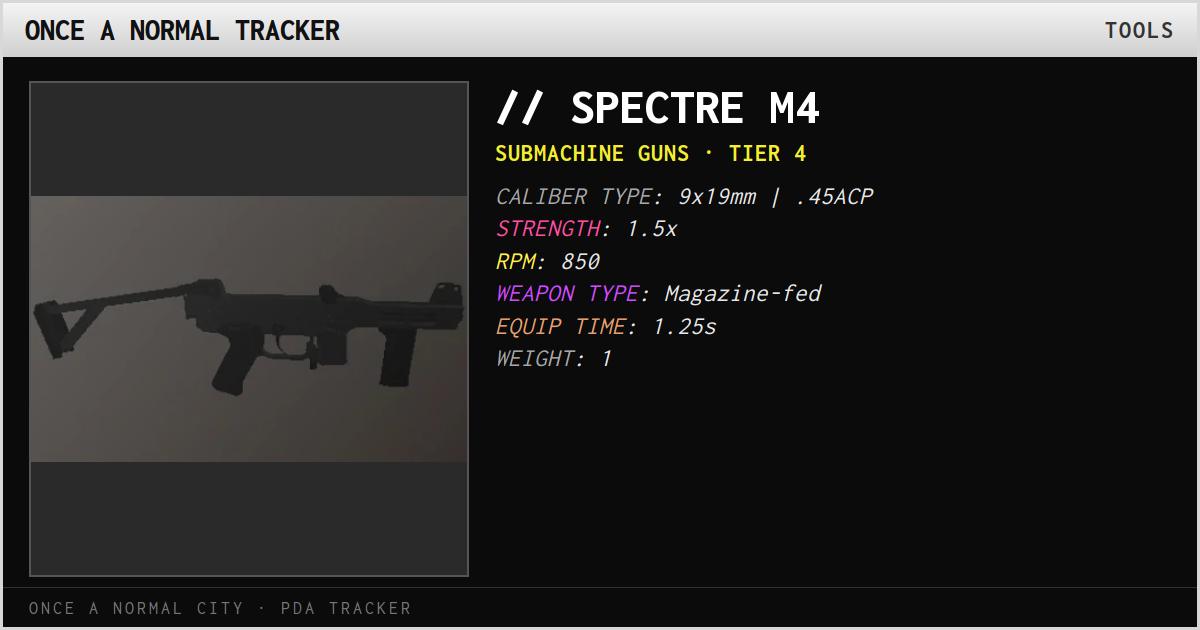 ONCE A NORMAL TRACKER
TOOLS
// SPECTRE M4
SUBMACHINE GUNS · TIER 4
CALIBER TYPE: 9x19mm | .45ACP
STRENGTH: 1.5x
RPM: 850
WEAPON TYPE: Magazine-fed
EQUIP TIME: 1.25s
WEIGHT: 1
ONCE A NORMAL CITY · PDA TRACKER